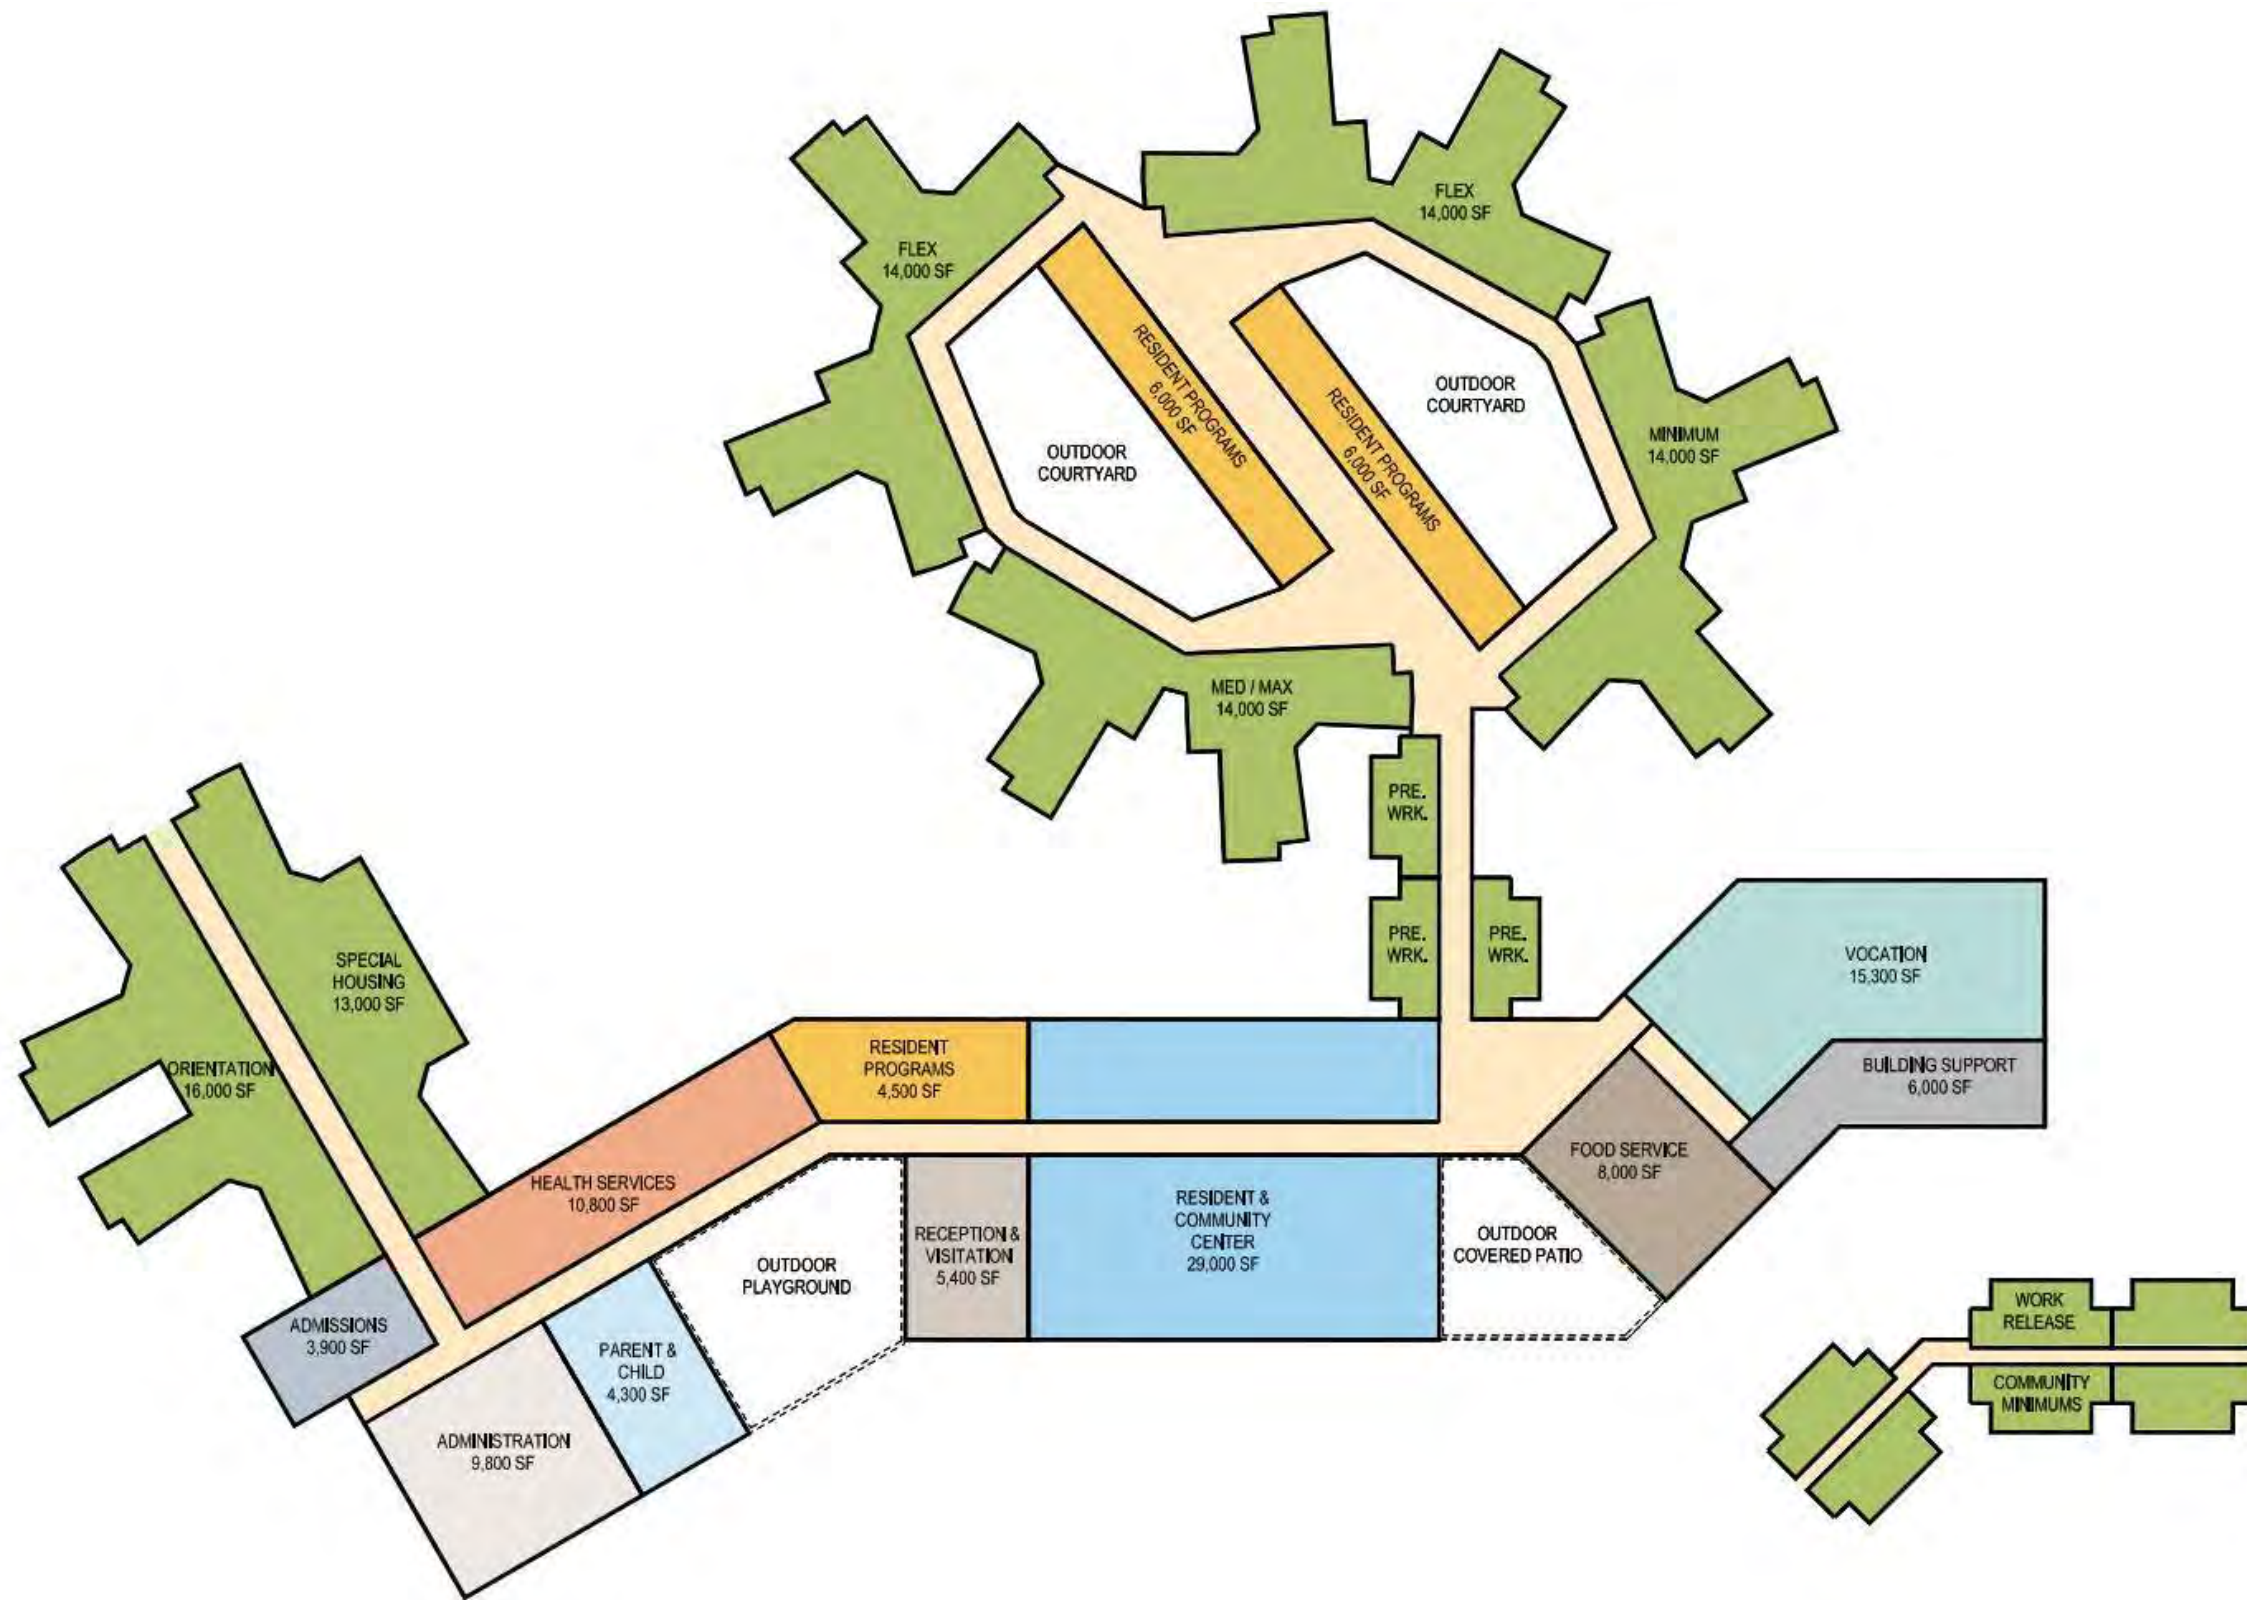 FLEX
14,000 SF
FLEX
14,000 SF
RESIDENT PROGRAMS
6,000 SF
RESIDENT PROGRAMS
6,000 SF
OUTDOOR
COURTYARD
OUTDOOR
COURTYARD
MINIMUM
14,000 SF
MED / MAX
14,000 SF
PRE.
WRK.
PRE.
WRK.
PRE.
WRK.
SPECIAL
HOUSING
13,000 SF
ORIENTATION
16,000 SF
VOCATION
15,300 SF
BUILDING SUPPORT
6,000 SF
RESIDENT
PROGRAMS
4,500 SF
HEALTH SERVICES
10,800 SF
FOOD SERVICE
8,000 SF
RESIDENT &
COMMUNITY
CENTER
29,000 SF
RECEPTION &
VISITATION
5,400 SF
OUTDOOR
COVERED PATIO
OUTDOOR
PLAYGROUND
ADMISSIONS
3,900 SF
PARENT &
CHILD
4,300 SF
ADMINISTRATION
9,800 SF
WORK
RELEASE
COMMUNITY
MINIMUMS